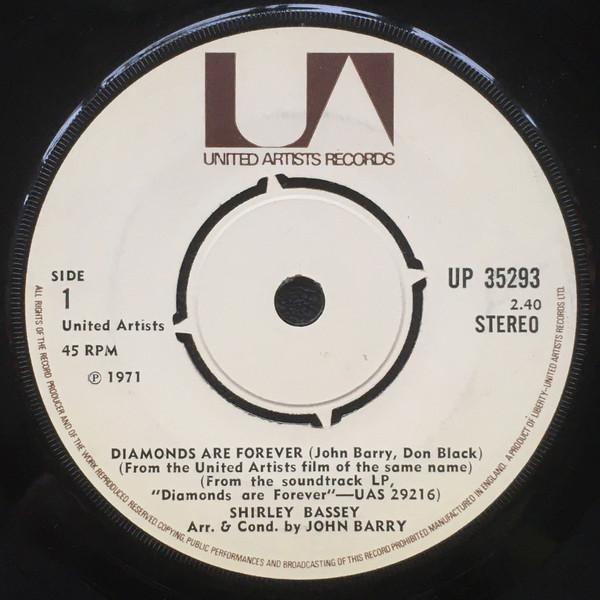 UA
UNITED ARTISTS RECORDS
SIDE
1
United Artists
45 RPM
℗ 1971
UP 35293
2.40
STEREO
DIAMONDS ARE FOREVER (John Barry, Don Black)
(From the United Artists film of the same name)
(From the soundtrack LP,
"Diamonds are Forever"—UAS 29216)
SHIRLEY BASSEY
Arr. & Cond. by JOHN BARRY
ALL RIGHTS OF THE RECORD PRODUCER AND OF THE WORK REPRODUCED RESERVED. COPYING, PUBLIC PERFORMANCES AND BROADCASTING OF THIS RECORD PROHIBITED. MANUFACTURED IN ENGLAND. A PRODUCT OF LIBERTY–UNITED ARTISTS RECORDS LTD.